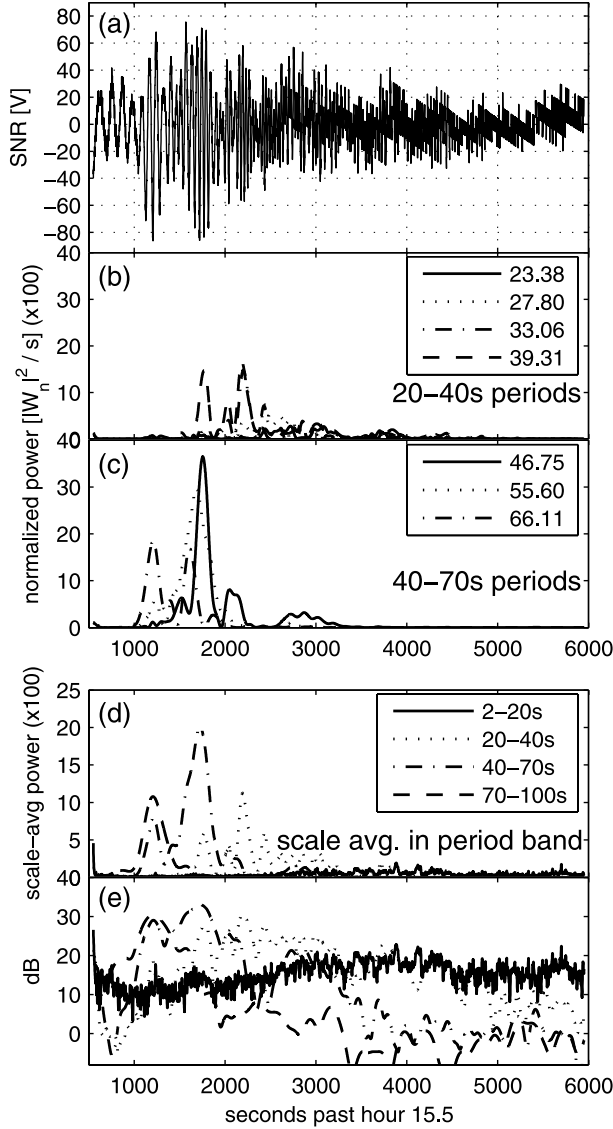 (a)
80
60
40
20
0
−20
−40
−60
−80
SNR [V]
(b)
40
30
20
10
0
23.38
27.80
33.06
39.31
20−40s periods
normalized power [|Wn|2 / s] (x100)
(c)
40
30
20
10
0
46.75
55.60
66.11
40−70s periods
1000 2000 3000 4000 5000 6000
(d)
25
20
15
10
5
scale−avg power (x100)
2−20s
20−40s
40−70s
70−100s
scale avg. in period band
(e)
40
30
20
10
0
dB
1000 2000 3000 4000 5000 6000
seconds past hour 15.5